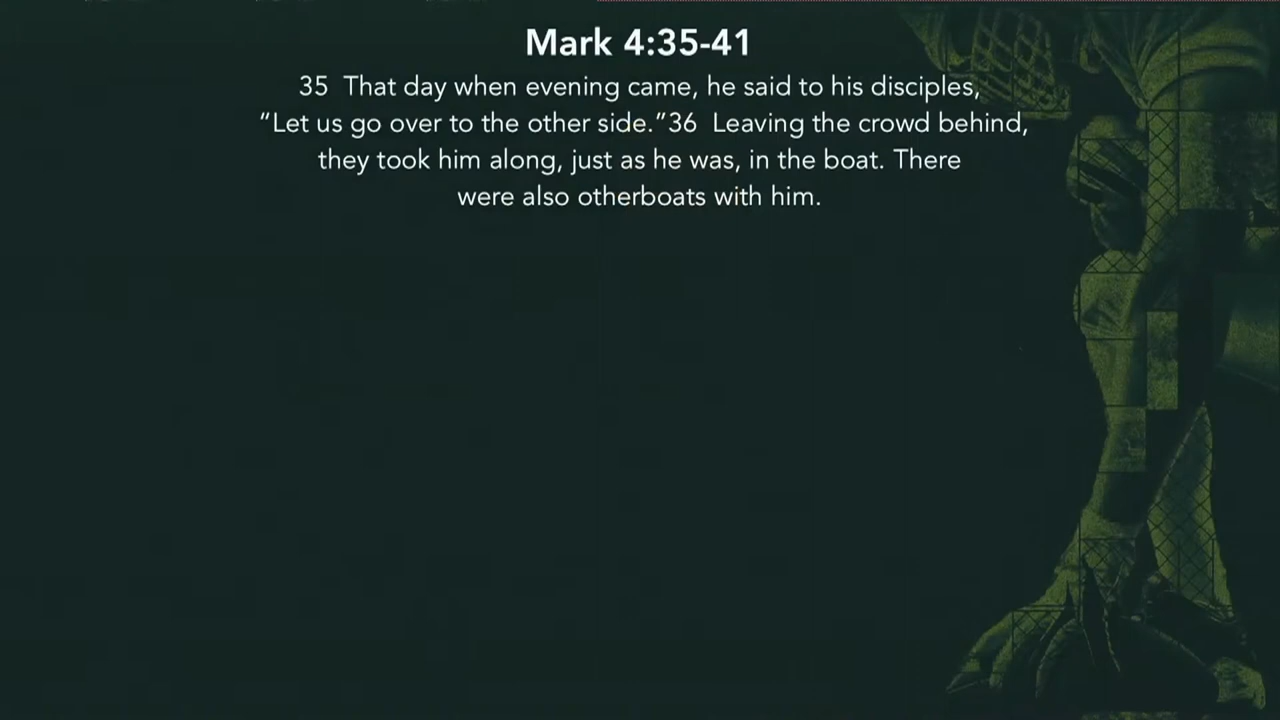 Mark 4:35-41
35 That day when evening came, he said to his disciples,
“Let us go over to the other side.”36 Leaving the crowd behind,
they took him along, just as he was, in the boat. There
were also otherboats with him.